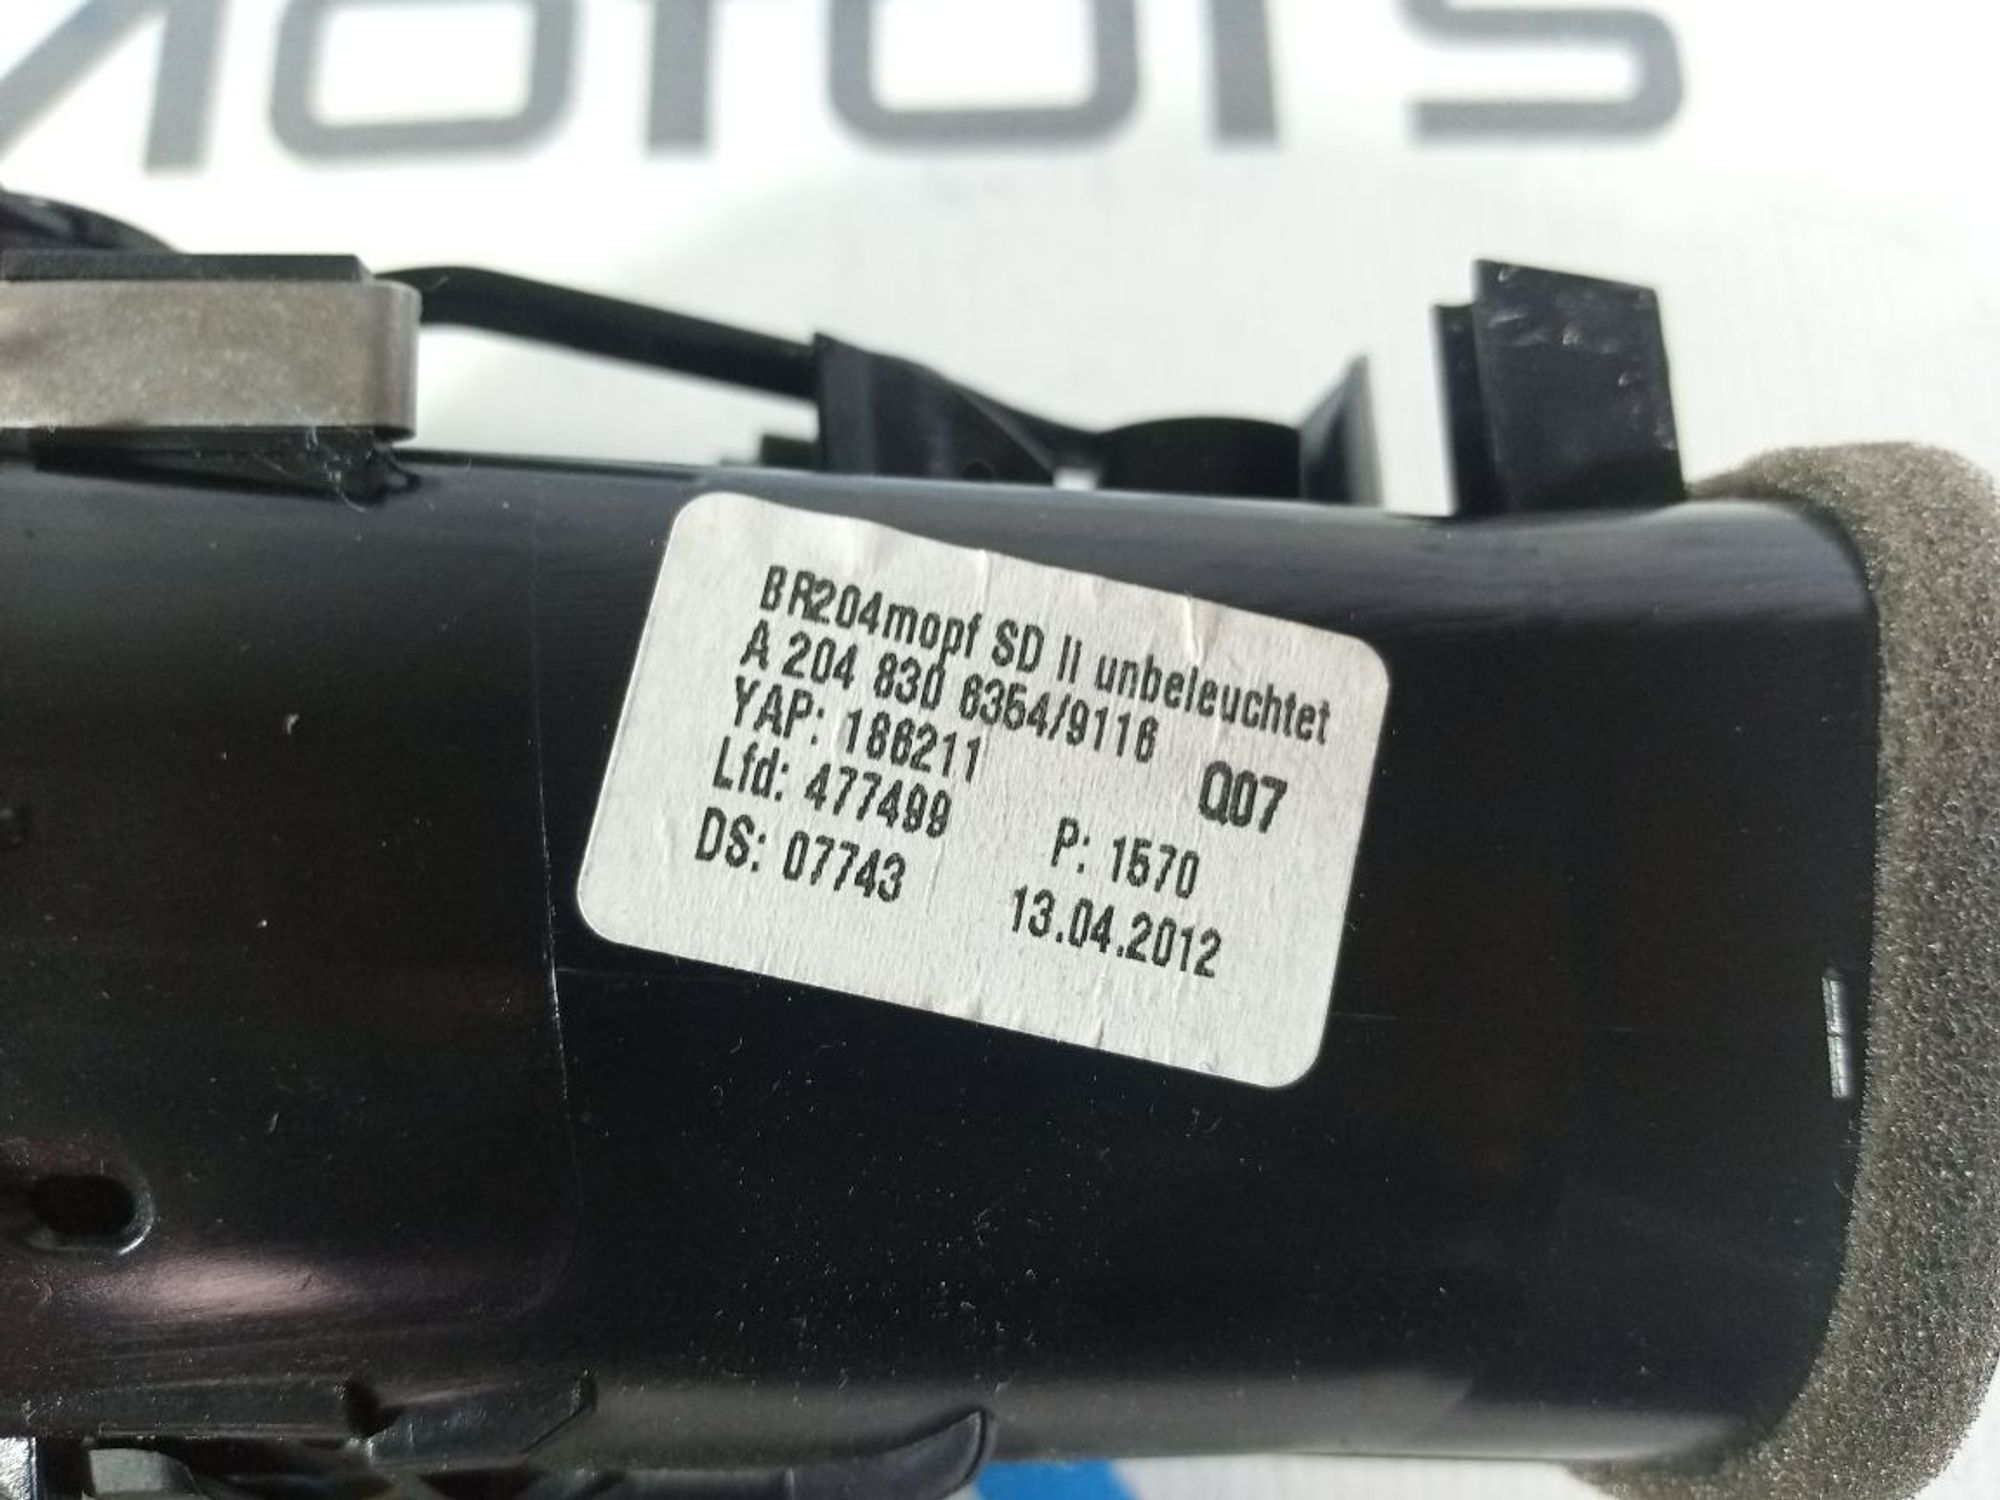 Motors
BR204mopf SD II unbeleuchtet
A 204 830 6354/9116
YAP: 166211
Q07
Lfd: 477499
P: 1570
DS: 07743
13.04.2012